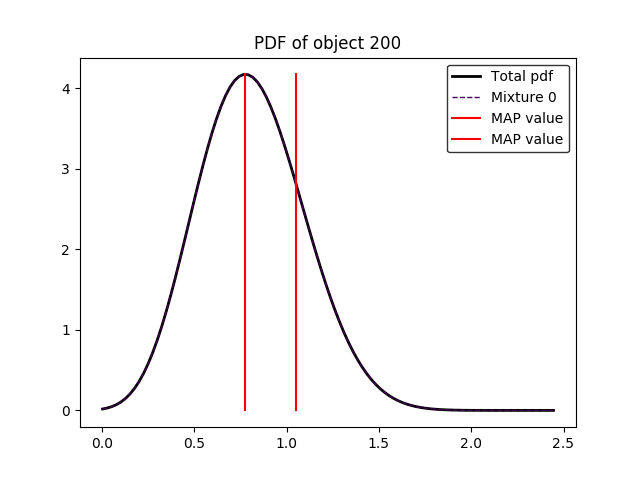 PDF of object 200
Total pdf
Mixture 0
MAP value
MAP value
4
3
2
1
0
0.0 0.5 1.0 1.5 2.0 2.5